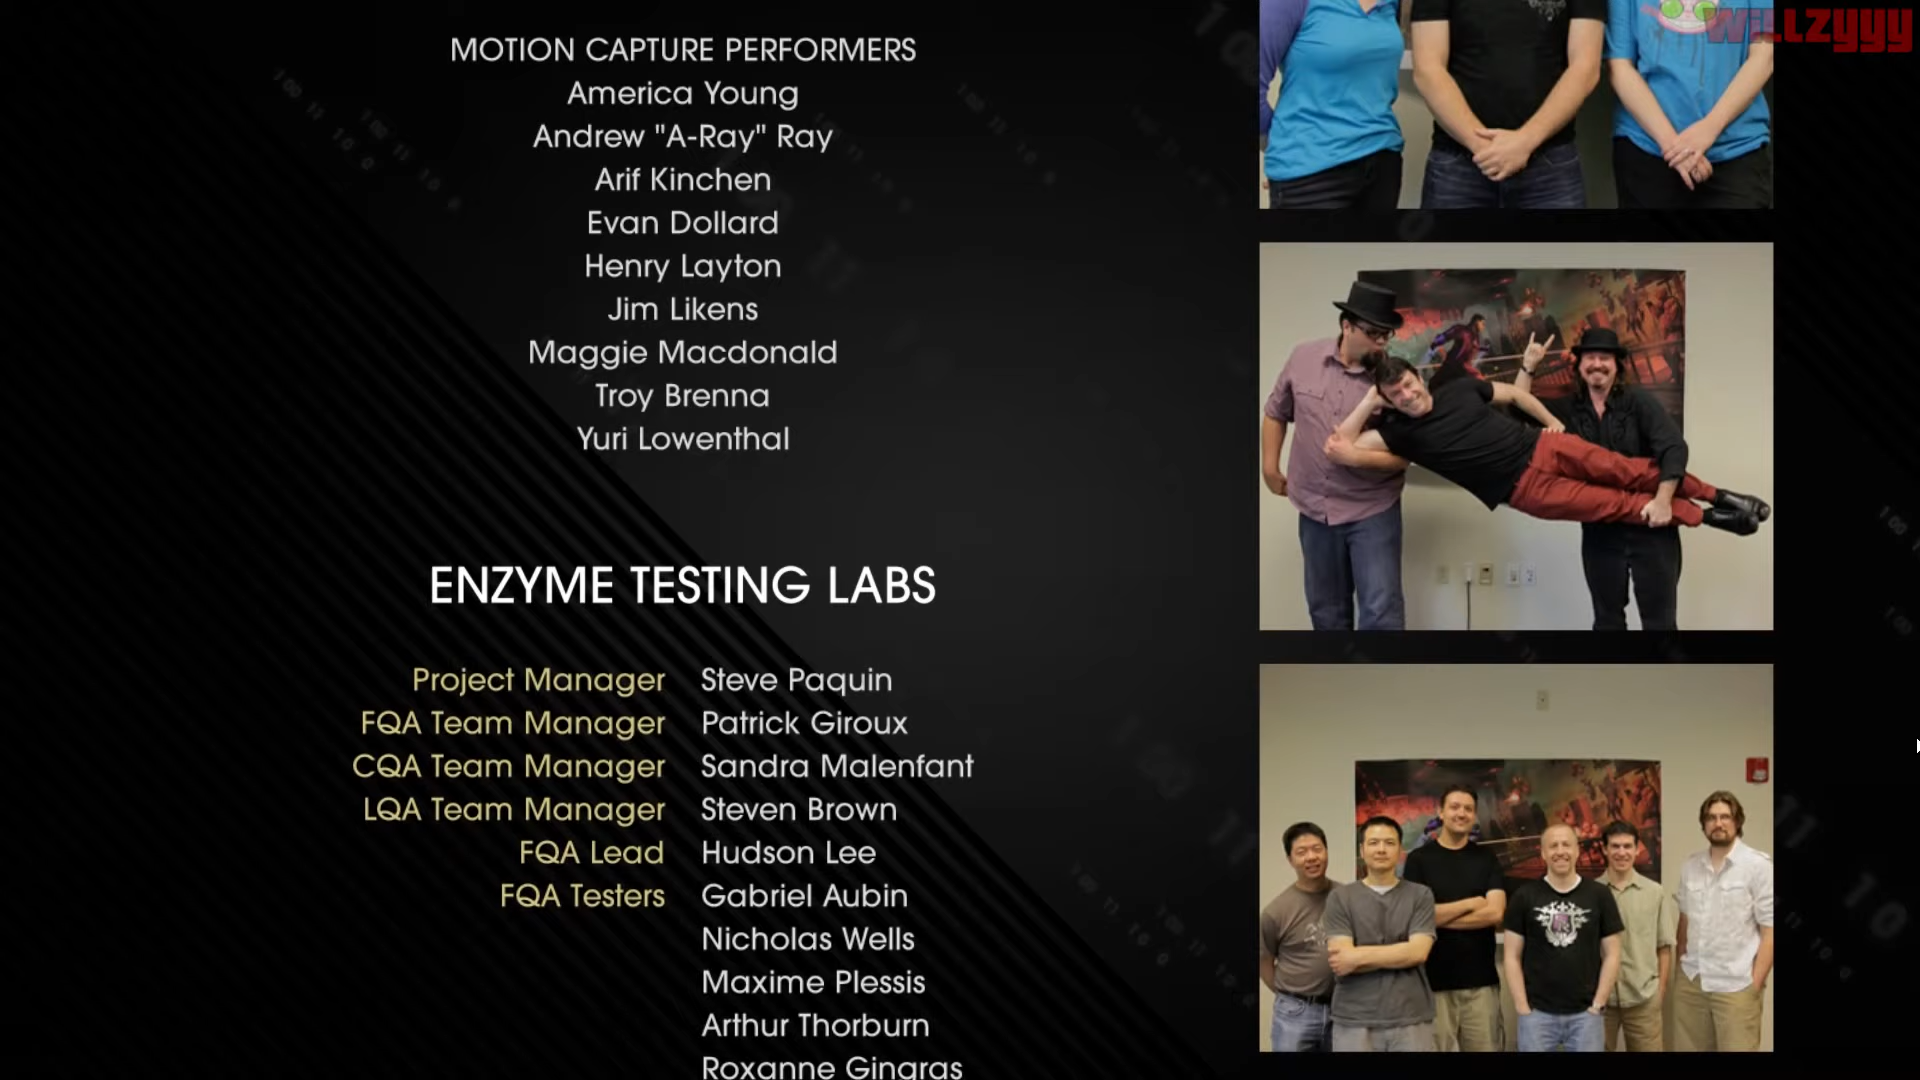 Willzyyy
MOTION CAPTURE PERFORMERS
America Young
Andrew "A-Ray" Ray
Arif Kinchen
Evan Dollard
Henry Layton
Jim Likens
Maggie Macdonald
Troy Brenna
Yuri Lowenthal
ENZYME TESTING LABS
Project Manager Steve Paquin
FQA Team Manager Patrick Giroux
CQA Team Manager Sandra Malenfant
LQA Team Manager Steven Brown
FQA Lead Hudson Lee
FQA Testers Gabriel Aubin
Nicholas Wells
Maxime Plessis
Arthur Thorburn
Roxanne Gingras